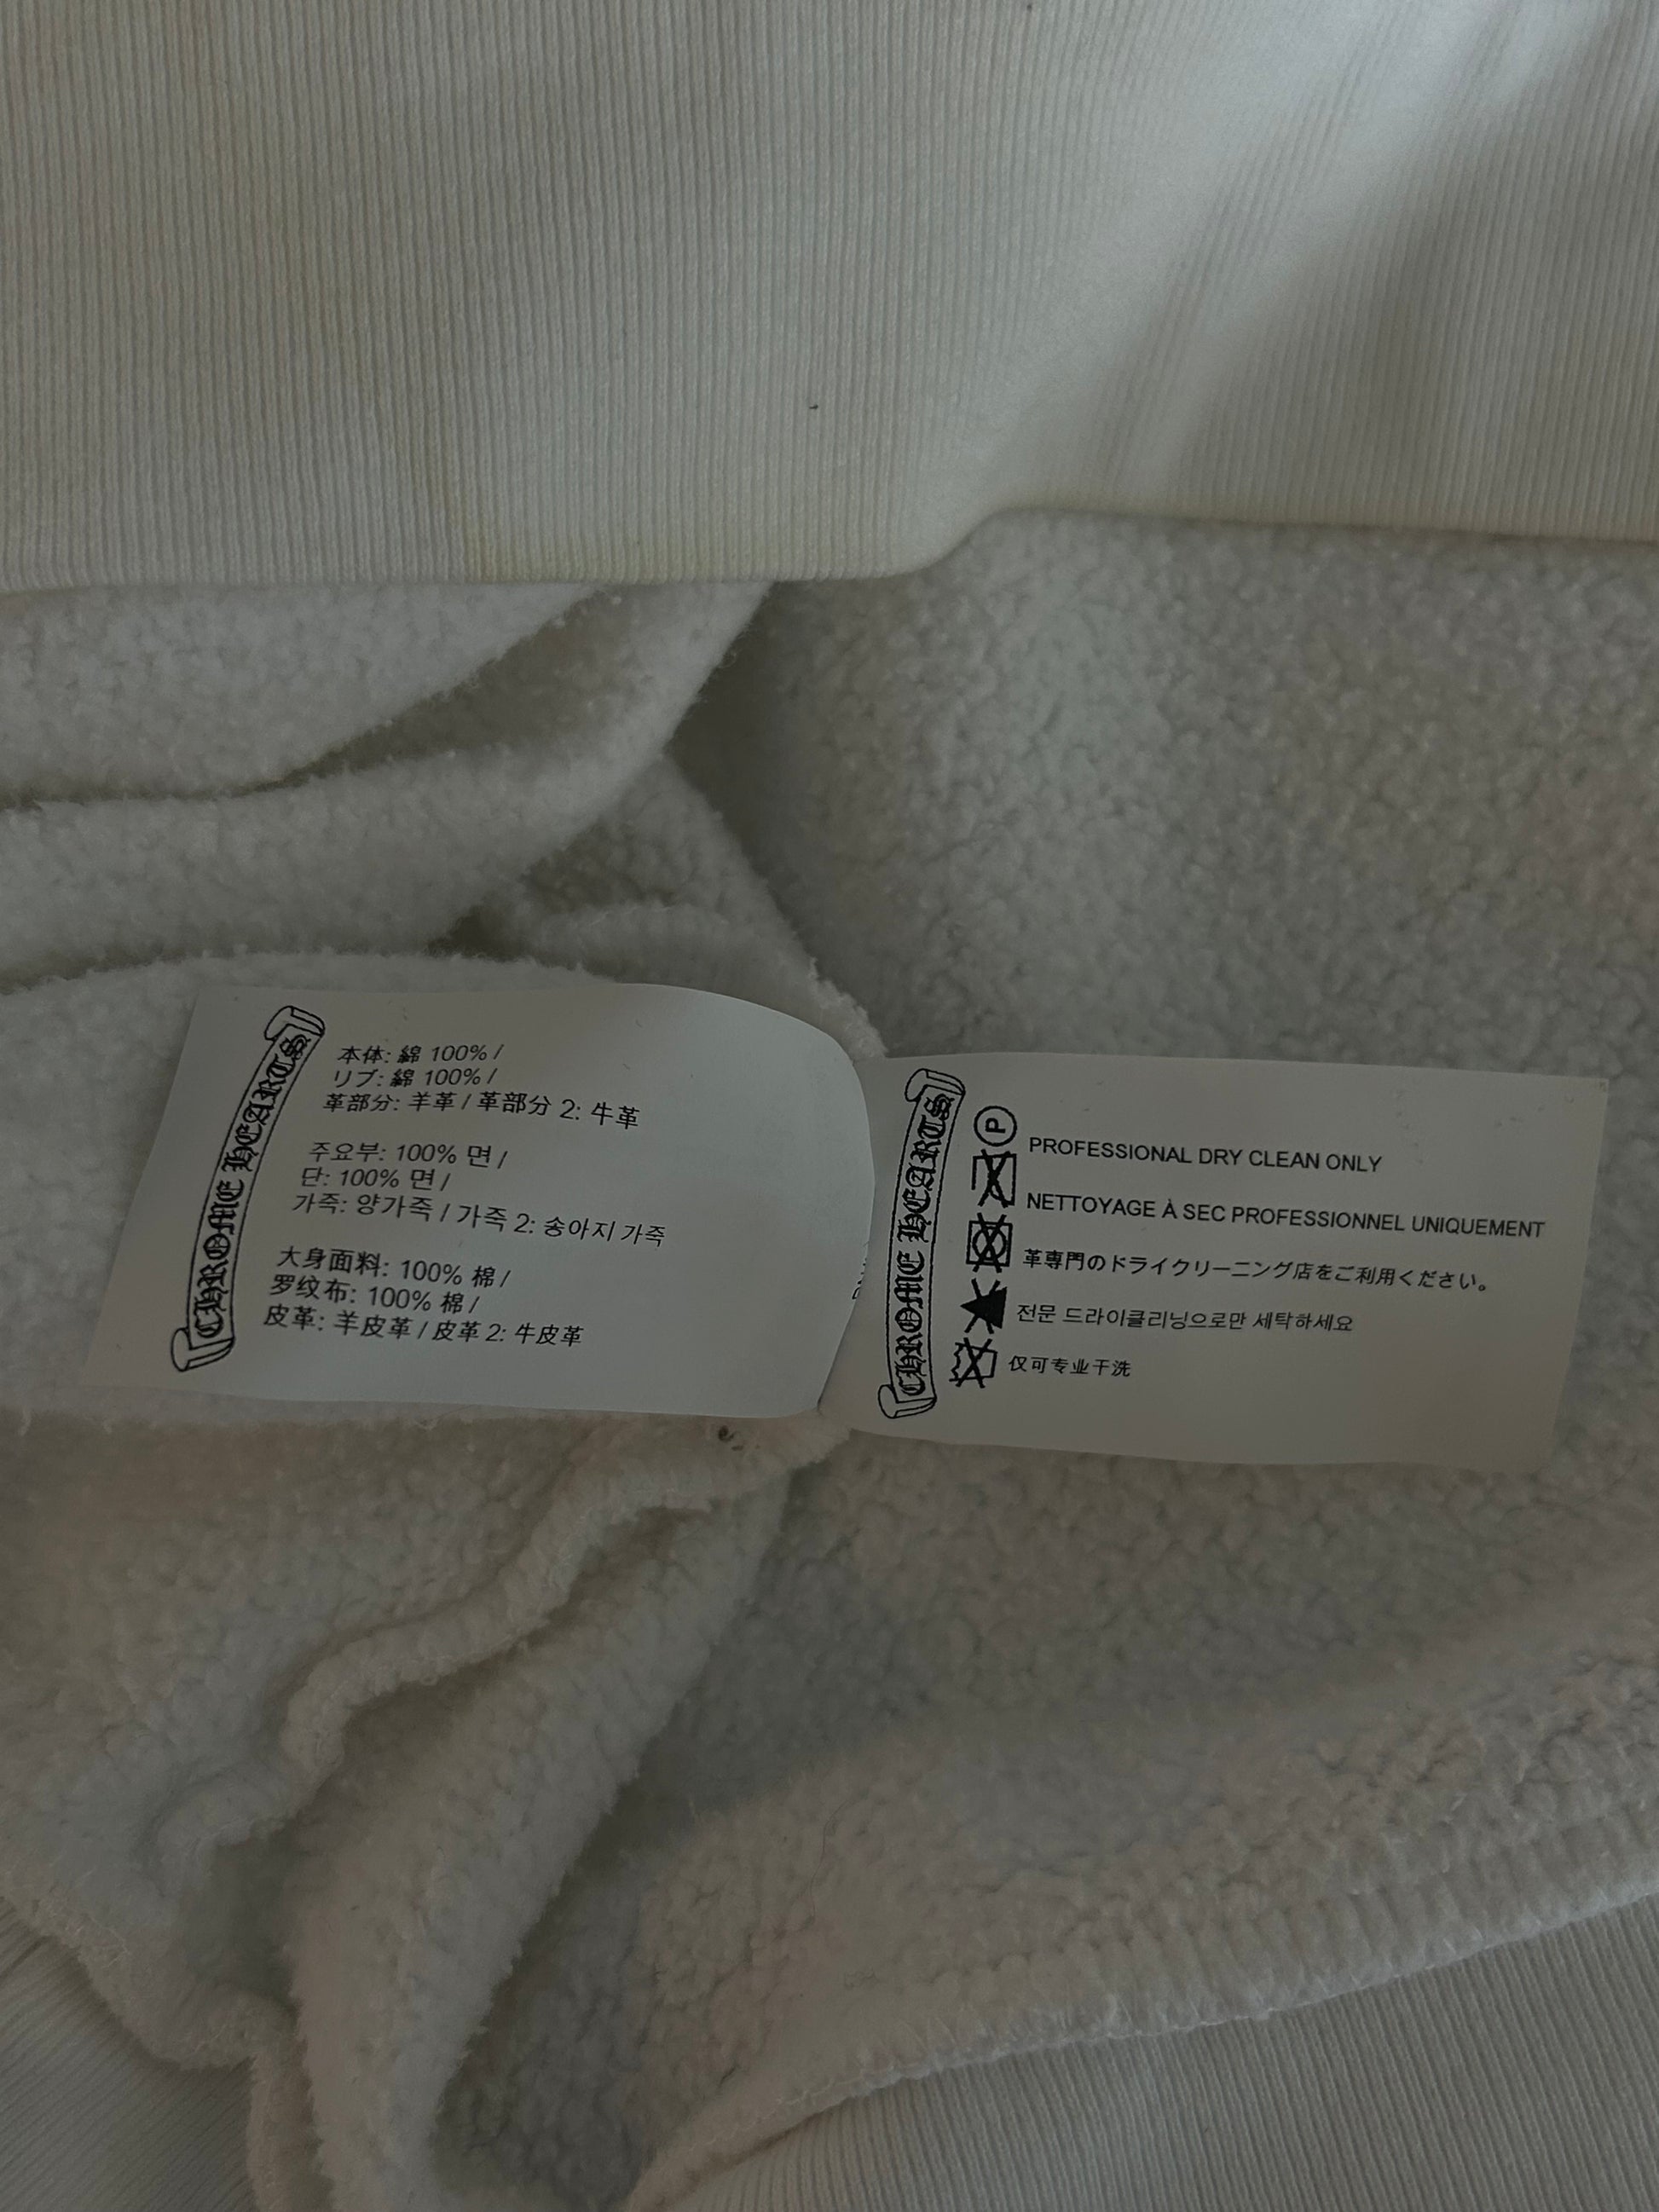 CHROME HEARTS
本体: 綿 100% /
リブ: 綿 100% /
革部分: 羊革 / 革部分 2: 牛革
주요부: 100% 면 /
단: 100% 면 /
가죽: 양가죽 / 가죽 2: 송아지 가죽
大身面料: 100% 棉 /
罗纹布: 100% 棉 /
皮革: 羊皮革 / 皮革 2: 牛皮革
CHROME HEARTS
P
PROFESSIONAL DRY CLEAN ONLY
NETTOYAGE À SEC PROFESSIONNEL UNIQUEMENT
革専門のドライクリーニング店をご利用ください。
전문 드라이클리닝으로만 세탁하세요
仅可专业干洗